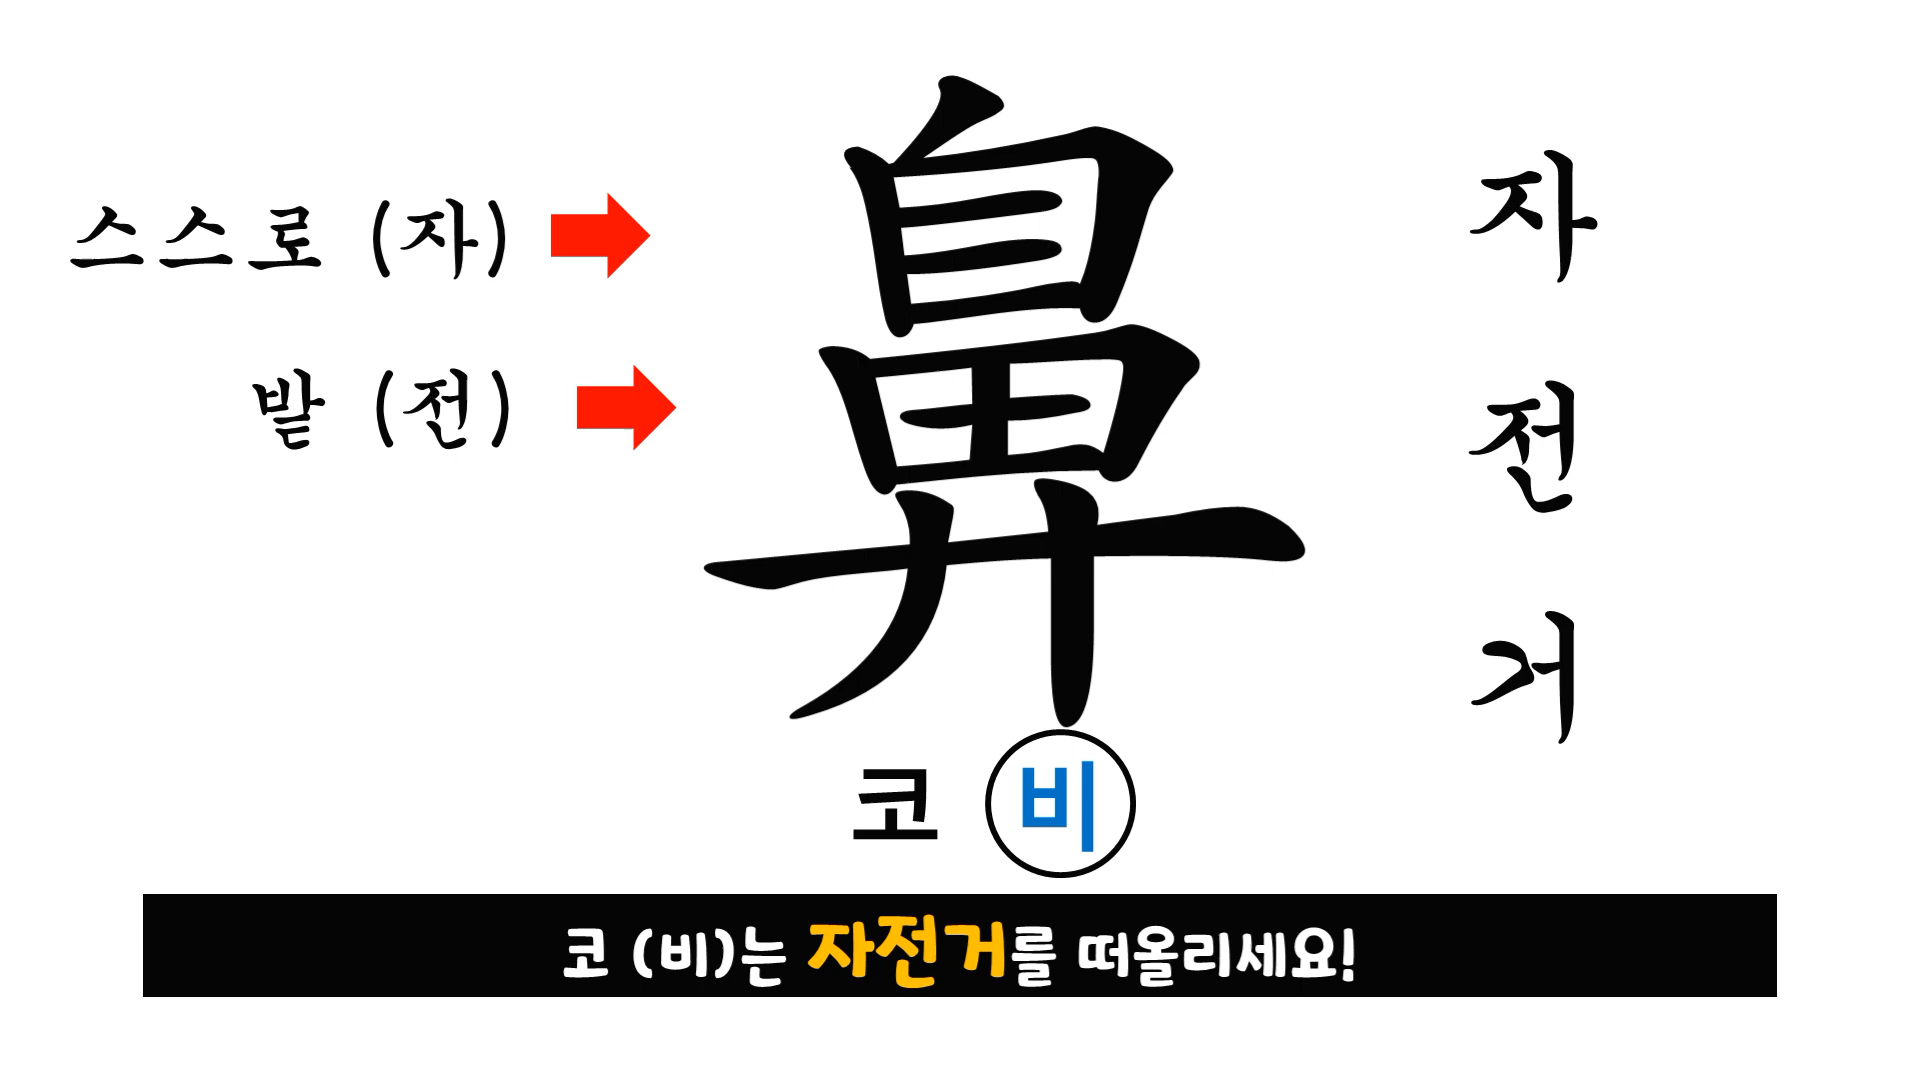 스스로 (자)
밭 (전)
鼻
자
전
거
코 비
코 (비)는 자전거를 떠올리세요!